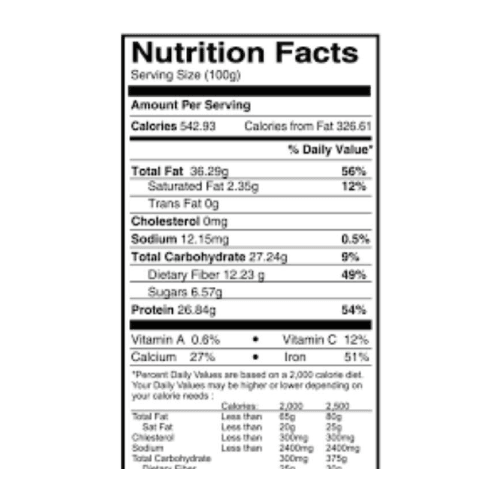 Nutrition Facts
Serving Size (100g)
Amount Per Serving
Calories 542.93 Calories from Fat 326.61
% Daily Value*
Total Fat 36.29g 56%
Saturated Fat 2.35g 12%
Trans Fat 0g
Cholesterol 0mg
Sodium 12.15mg 0.5%
Total Carbohydrate 27.24g 9%
Dietary Fiber 12.23 g 49%
Sugars 6.57g
Protein 26.84g 54%
Vitamin A 0.6% • Vitamin C 12%
Calcium 27% • Iron 51%
*Percent Daily Values are based on a 2,000 calorie diet.
Your Daily Values may be higher or lower depending on
your calorie needs :
Calories: 2,000 2,500
Total Fat Less than 65g 80g
Sat Fat Less than 20g 25g
Chlesterol Less than 300mg 300mg
Sodium Less than 2400mg 2400mg
Total Carbohydrate 300mg 375g
Dietary Fiber 25g 30g